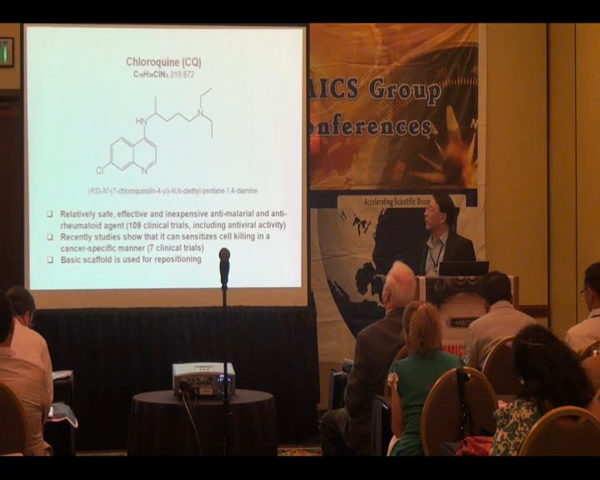 Chloroquine (CQ)
C₁₈H₂₆ClN₃ 319.872
HN
N
Cl
N
(RS)-N'-(7-chloroquinolin-4-yl)-N,N-diethyl-pentane-1,4-diamine
❑ Relatively safe, effective and inexpensive anti-malarial and anti-
rheumatoid agent (109 clinical trials, including antiviral activity)
❑ Recently studies show that it can sensitizes cell killing in a
cancer-specific manner (7 clinical trials)
❑ Basic scaffold is used for repositioning
AICS Group
onferences
Accelerating Scientific